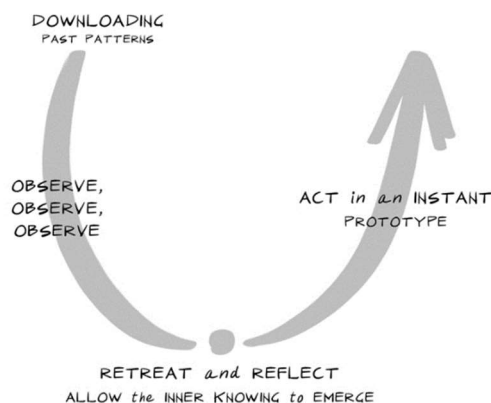 DOWNLOADING
PAST PATTERNS
OBSERVE,
OBSERVE,
OBSERVE
ACT in an INSTANT
PROTOTYPE
RETREAT and REFLECT
ALLOW the INNER KNOWING to EMERGE